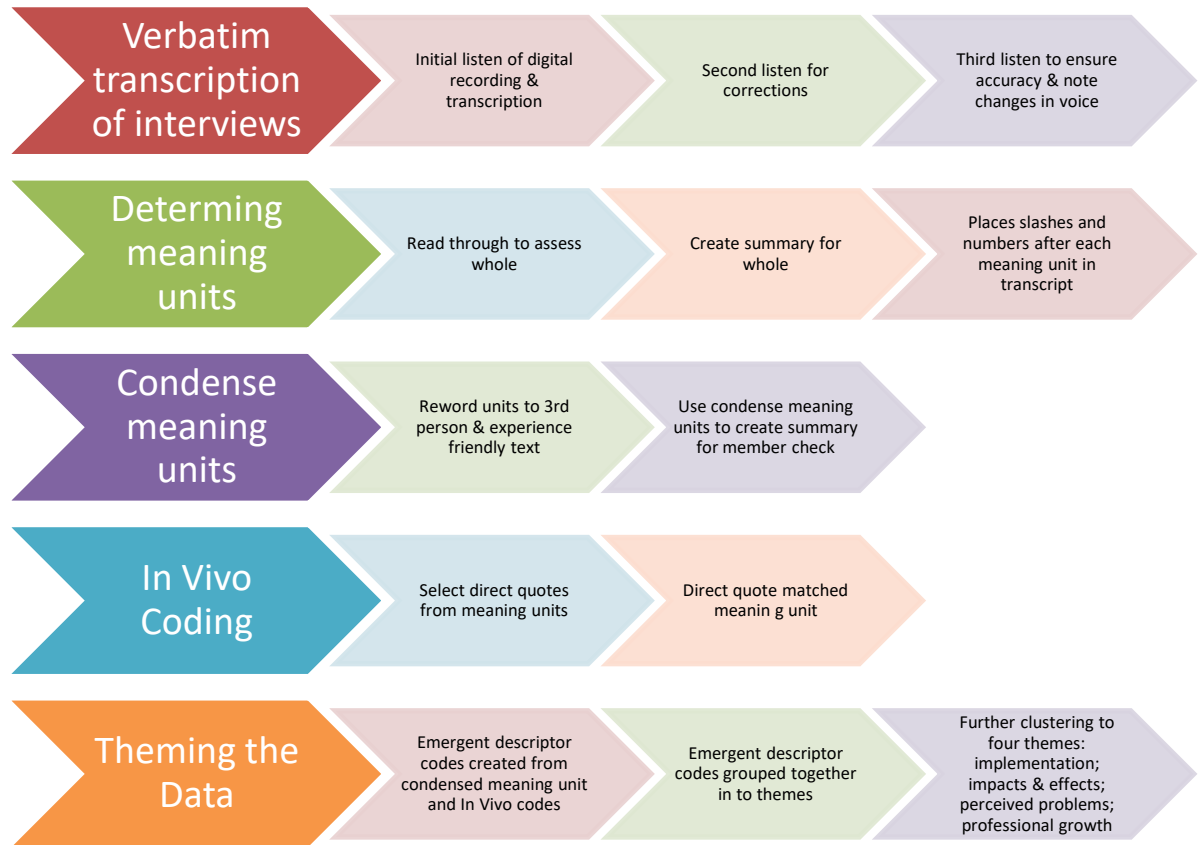 Verbatim
transcription
of interviews
Initial listen of digital
recording &
transcription
Second listen for
corrections
Third listen to ensure
accuracy & note
changes in voice
Determing
meaning
units
Read through to assess
whole
Create summary for
whole
Places slashes and
numbers after each
meaning unit in
transcript
Condense
meaning
units
Reword units to 3rd
person & experience
friendly text
Use condense meaning
units to create summary
for member check
In Vivo
Coding
Select direct quotes
from meaning units
Direct quote matched
meanin g unit
Theming the
Data
Emergent descriptor
codes created from
condensed meaning unit
and In Vivo codes
Emergent descriptor
codes grouped together
in to themes
Further clustering to
four themes:
implementation;
impacts & effects;
perceived problems;
professional growth